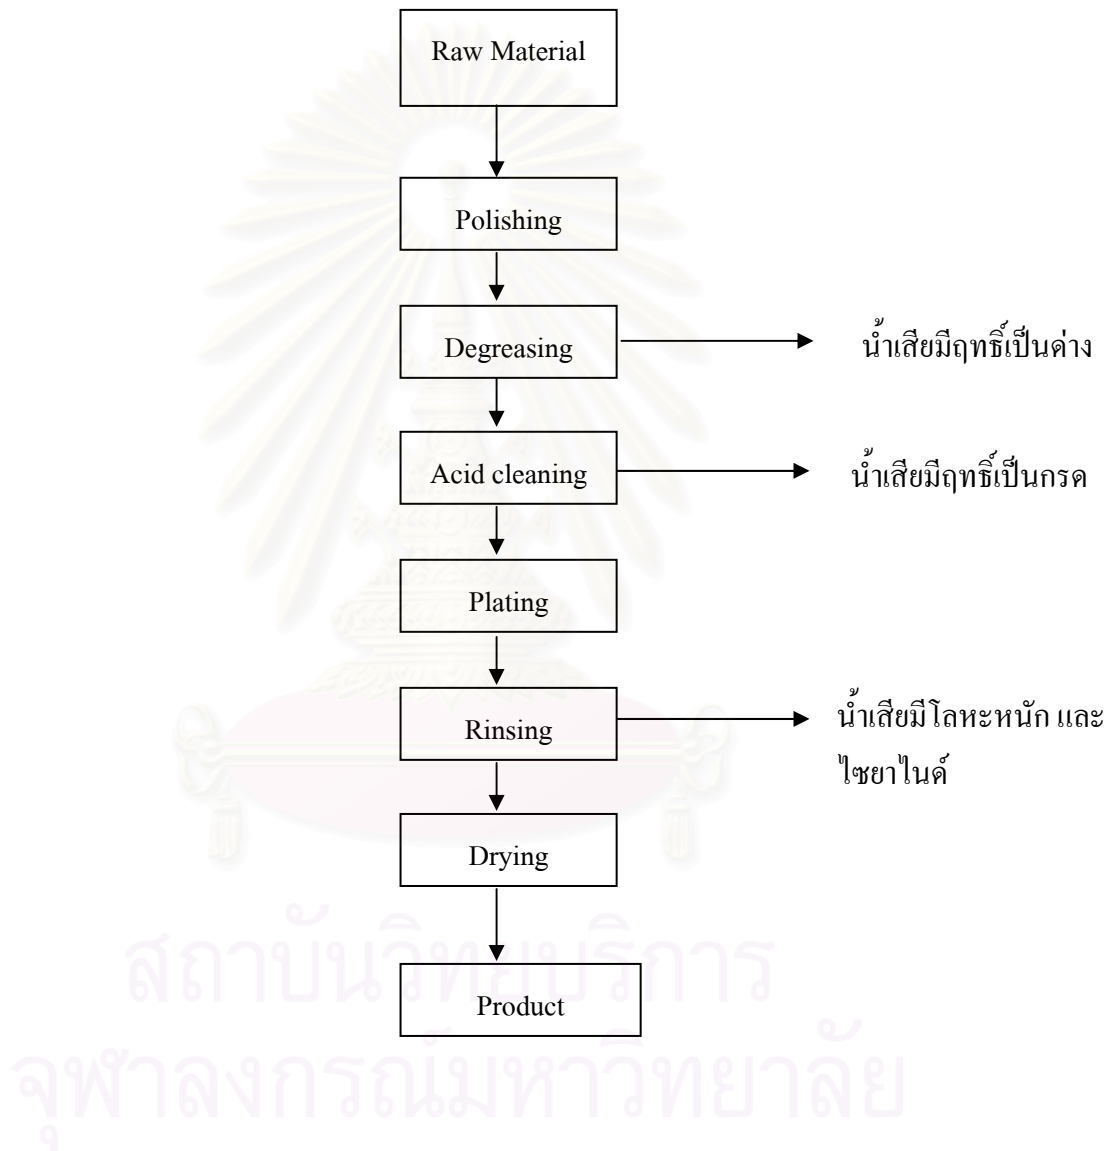 Raw Material
Polishing
Degreasing
น้ำเสียมีฤทธิ์เป็นด่าง
Acid cleaning
น้ำเสียมีฤทธิ์เป็นกรด
Plating
Rinsing
น้ำเสียมีโลหะหนัก และ
ไซยาไนด์
Drying
Product
สถาบันวิทยบริการ
จุฬาลงกรณ์มหาวิทยาลัย